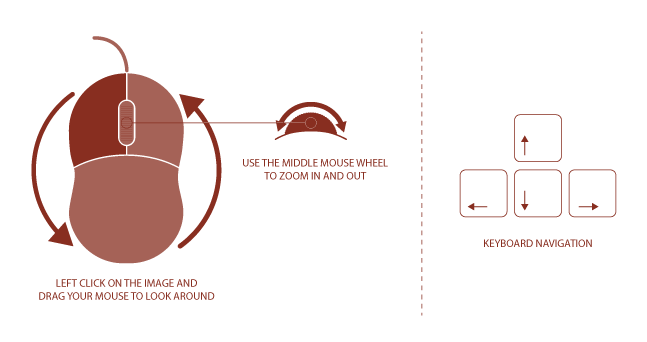 USE THE MIDDLE MOUSE WHEEL
TO ZOOM IN AND OUT
LEFT CLICK ON THE IMAGE AND
DRAG YOUR MOUSE TO LOOK AROUND
KEYBOARD NAVIGATION